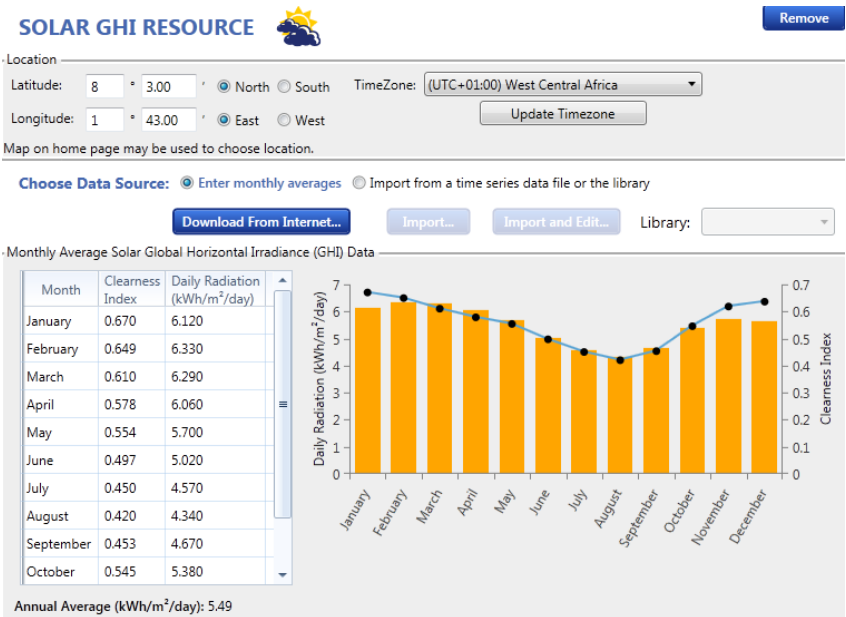 SOLAR GHI RESOURCE
Remove
Location
Latitude: 8 ° 3.00 ' North South TimeZone: (UTC+01:00) West Central Africa
Longitude: 1 ° 43.00 ' East West Update Timezone
Map on home page may be used to choose location.
Choose Data Source: Enter monthly averages Import from a time series data file or the library
Download From Internet... Import... Import and Edit... Library:
Monthly Average Solar Global Horizontal Irradiance (GHI) Data
Month Clearness Index Daily Radiation (kWh/m²/day)
January 0.670 6.120
February 0.649 6.330
March 0.610 6.290
April 0.578 6.060
May 0.554 5.700
June 0.497 5.020
July 0.450 4.570
August 0.420 4.340
September 0.453 4.670
October 0.545 5.380
Daily Radiation (kWh/m²/day)
7
6
5
4
3
2
1
0
0.7
0.6
0.5
0.4
0.3
0.2
0.1
0
Clearness Index
January
February
March
April
May
June
July
August
September
October
November
December
Annual Average (kWh/m²/day): 5.49